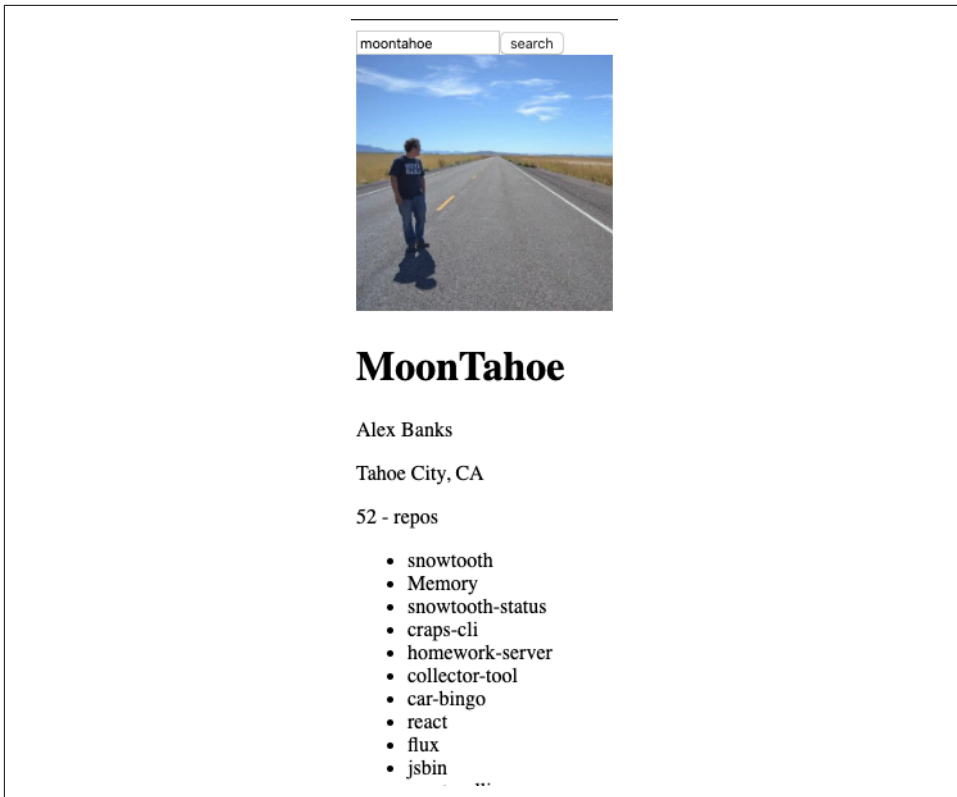 moontahoe search
MoonTahoe
Alex Banks
Tahoe City, CA
52 - repos
• snowtooth
• Memory
• snowtooth-status
• craps-cli
• homework-server
• collector-tool
• car-bingo
• react
• flux
• jsbin